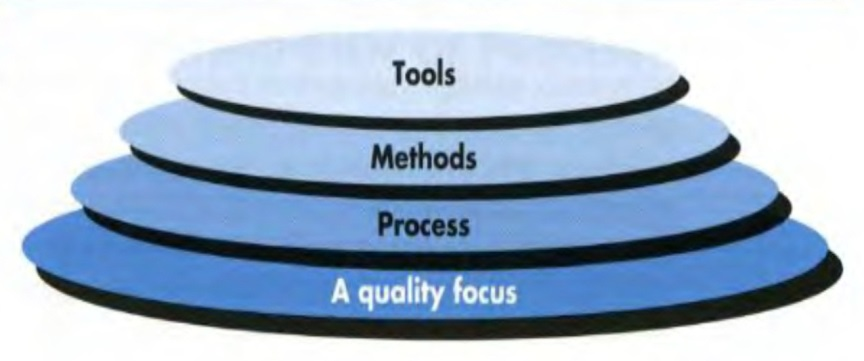 Tools
Methods
Process
A quality focus